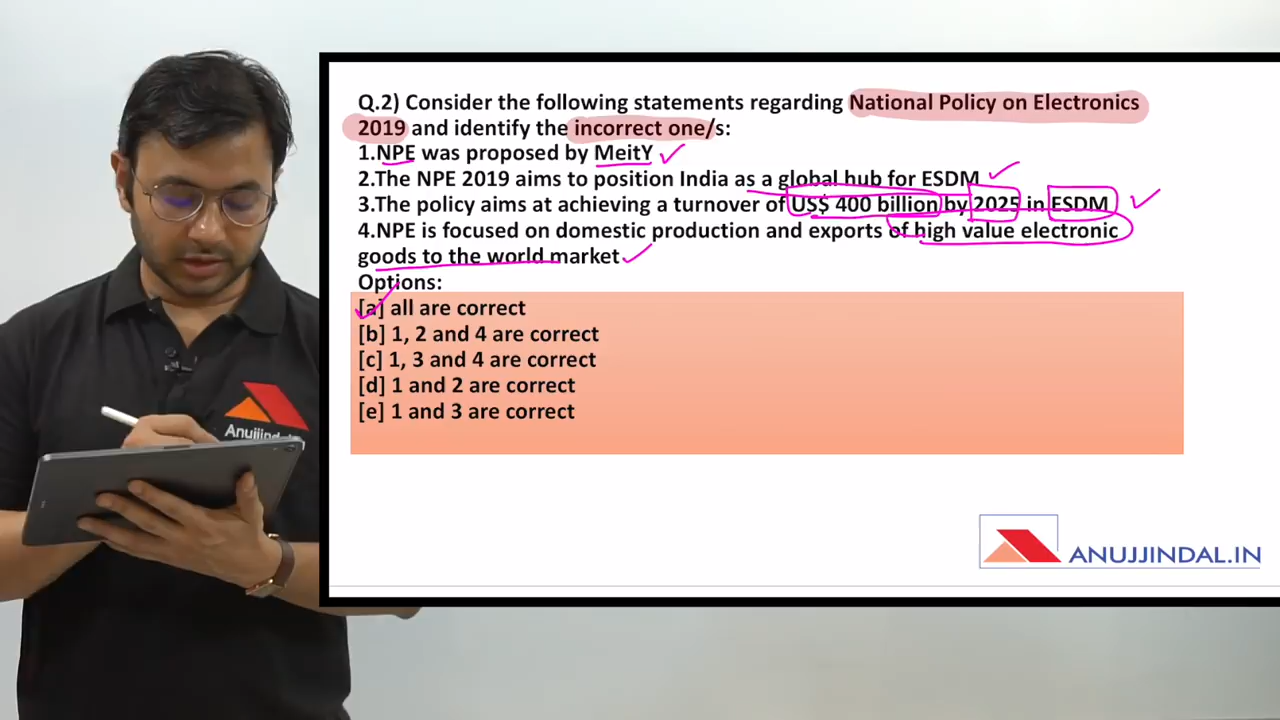 Q.2) Consider the following statements regarding National Policy on Electronics
2019 and identify the incorrect one/s:
1.NPE was proposed by MeitY
2.The NPE 2019 aims to position India as a global hub for ESDM
3.The policy aims at achieving a turnover of US$ 400 billion by 2025 in ESDM
4.NPE is focused on domestic production and exports of high value electronic
goods to the world market
Options:
[a] all are correct
[b] 1, 2 and 4 are correct
[c] 1, 3 and 4 are correct
[d] 1 and 2 are correct
[e] 1 and 3 are correct
ANUJJINDAL.IN